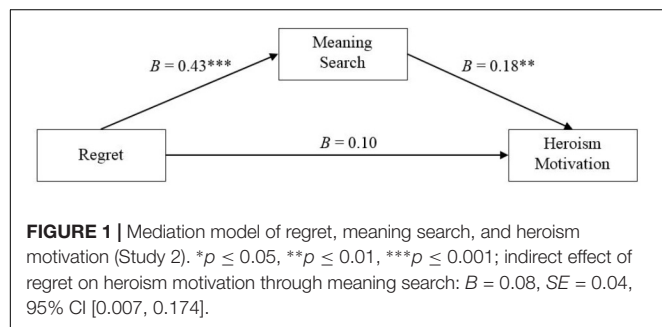 Meaning
Search
B = 0.43***
B = 0.18**
Regret
B = 0.10
Heroism
Motivation
FIGURE 1 | Mediation model of regret, meaning search, and heroism
motivation (Study 2). *p ≤ 0.05, **p ≤ 0.01, ***p ≤ 0.001; indirect effect of
regret on heroism motivation through meaning search: B = 0.08, SE = 0.04,
95% CI [0.007, 0.174].